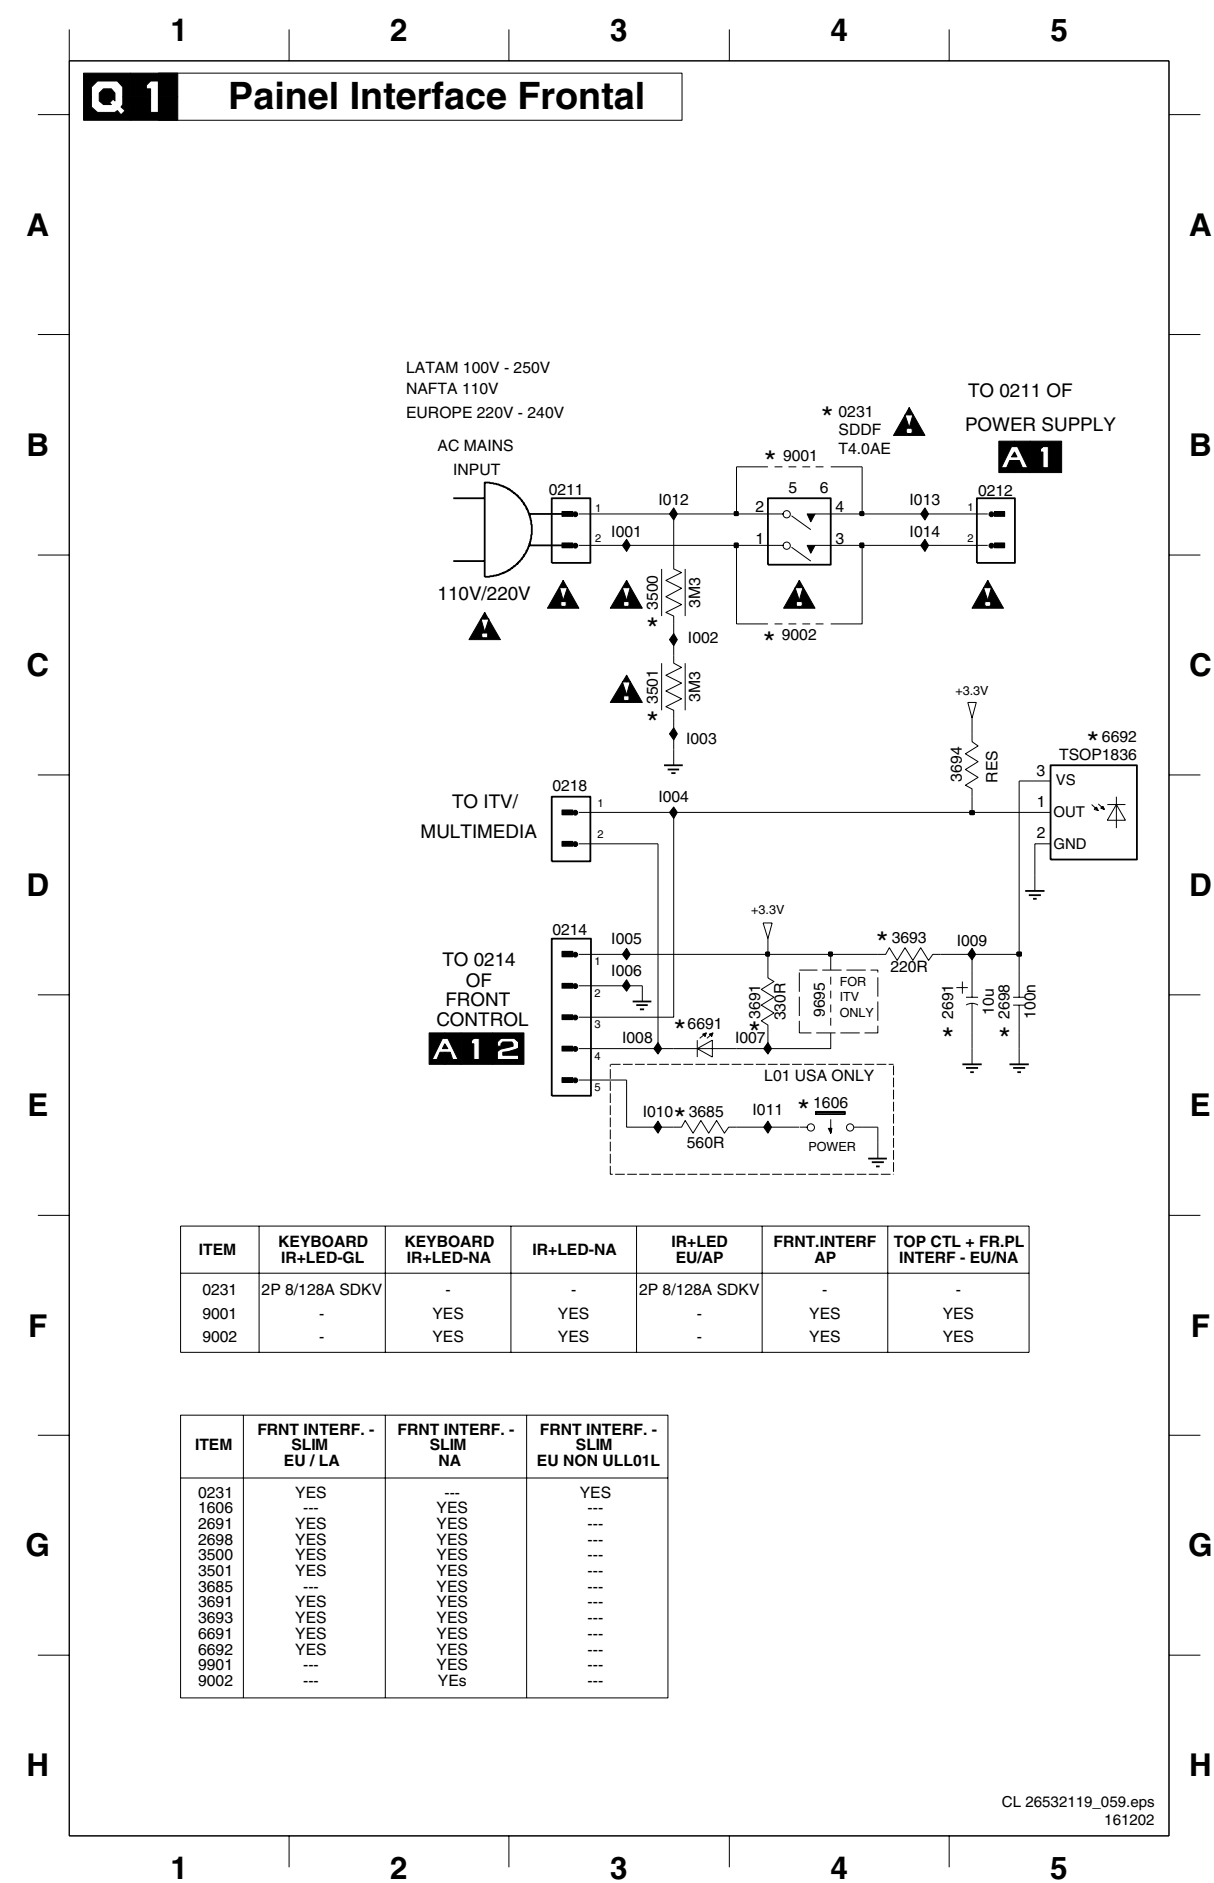 1 2 3 4 5
Q 1 Painel Interface Frontal
A A
LATAM 100V - 250V
NAFTA 110V
EUROPE 220V - 240V
AC MAINS
INPUT
TO 0211 OF
POWER SUPPLY
A 1
* 0231
SDDF
T4.0AE
* 9001
B B
0211
1
2
I012
I001
5 6
2 4
1 3
I013
I014
0212
1
2
110V/220V
3500
*
3M3
I002
* 9002
C C
3501
*
3M3
I003
+3.3V
3694
RES
* 6692
TSOP1836
3 VS
1 OUT
2 GND
TO ITV/
MULTIMEDIA
0218
1
2
I004
D D
+3.3V
TO 0214
OF
FRONT
CONTROL
A 1 2
0214
1
2
3
4
5
I005
I006
* 3693
220R
I009
*3691
330R
9695
FOR
ITV
ONLY
* 2691
+
10u
* 2698
100n
I008
*6691
I007
L01 USA ONLY
E E
I010
* 3685
560R
I011
* 1606
POWER
ITEM KEYBOARD IR+LED-GL KEYBOARD IR+LED-NA IR+LED-NA IR+LED EU/AP FRNT.INTERF AP TOP CTL + FR.PL INTERF - EU/NA
0231 2P 8/128A SDKV - - 2P 8/128A SDKV - -
9001 - YES YES - YES YES
9002 - YES YES - YES YES
F F
ITEM FRNT INTERF. - SLIM EU / LA FRNT INTERF. - SLIM NA FRNT INTERF. - SLIM EU NON ULL01L
0231 YES --- YES
1606 --- YES ---
2691 YES YES ---
2698 YES YES ---
3500 YES YES ---
3501 YES YES ---
3685 --- YES ---
3691 YES YES ---
3693 YES YES ---
6691 YES YES ---
6692 YES YES ---
9901 --- YES ---
9002 --- YEs ---
G G
H H
CL 26532119_059.eps
161202
1 2 3 4 5